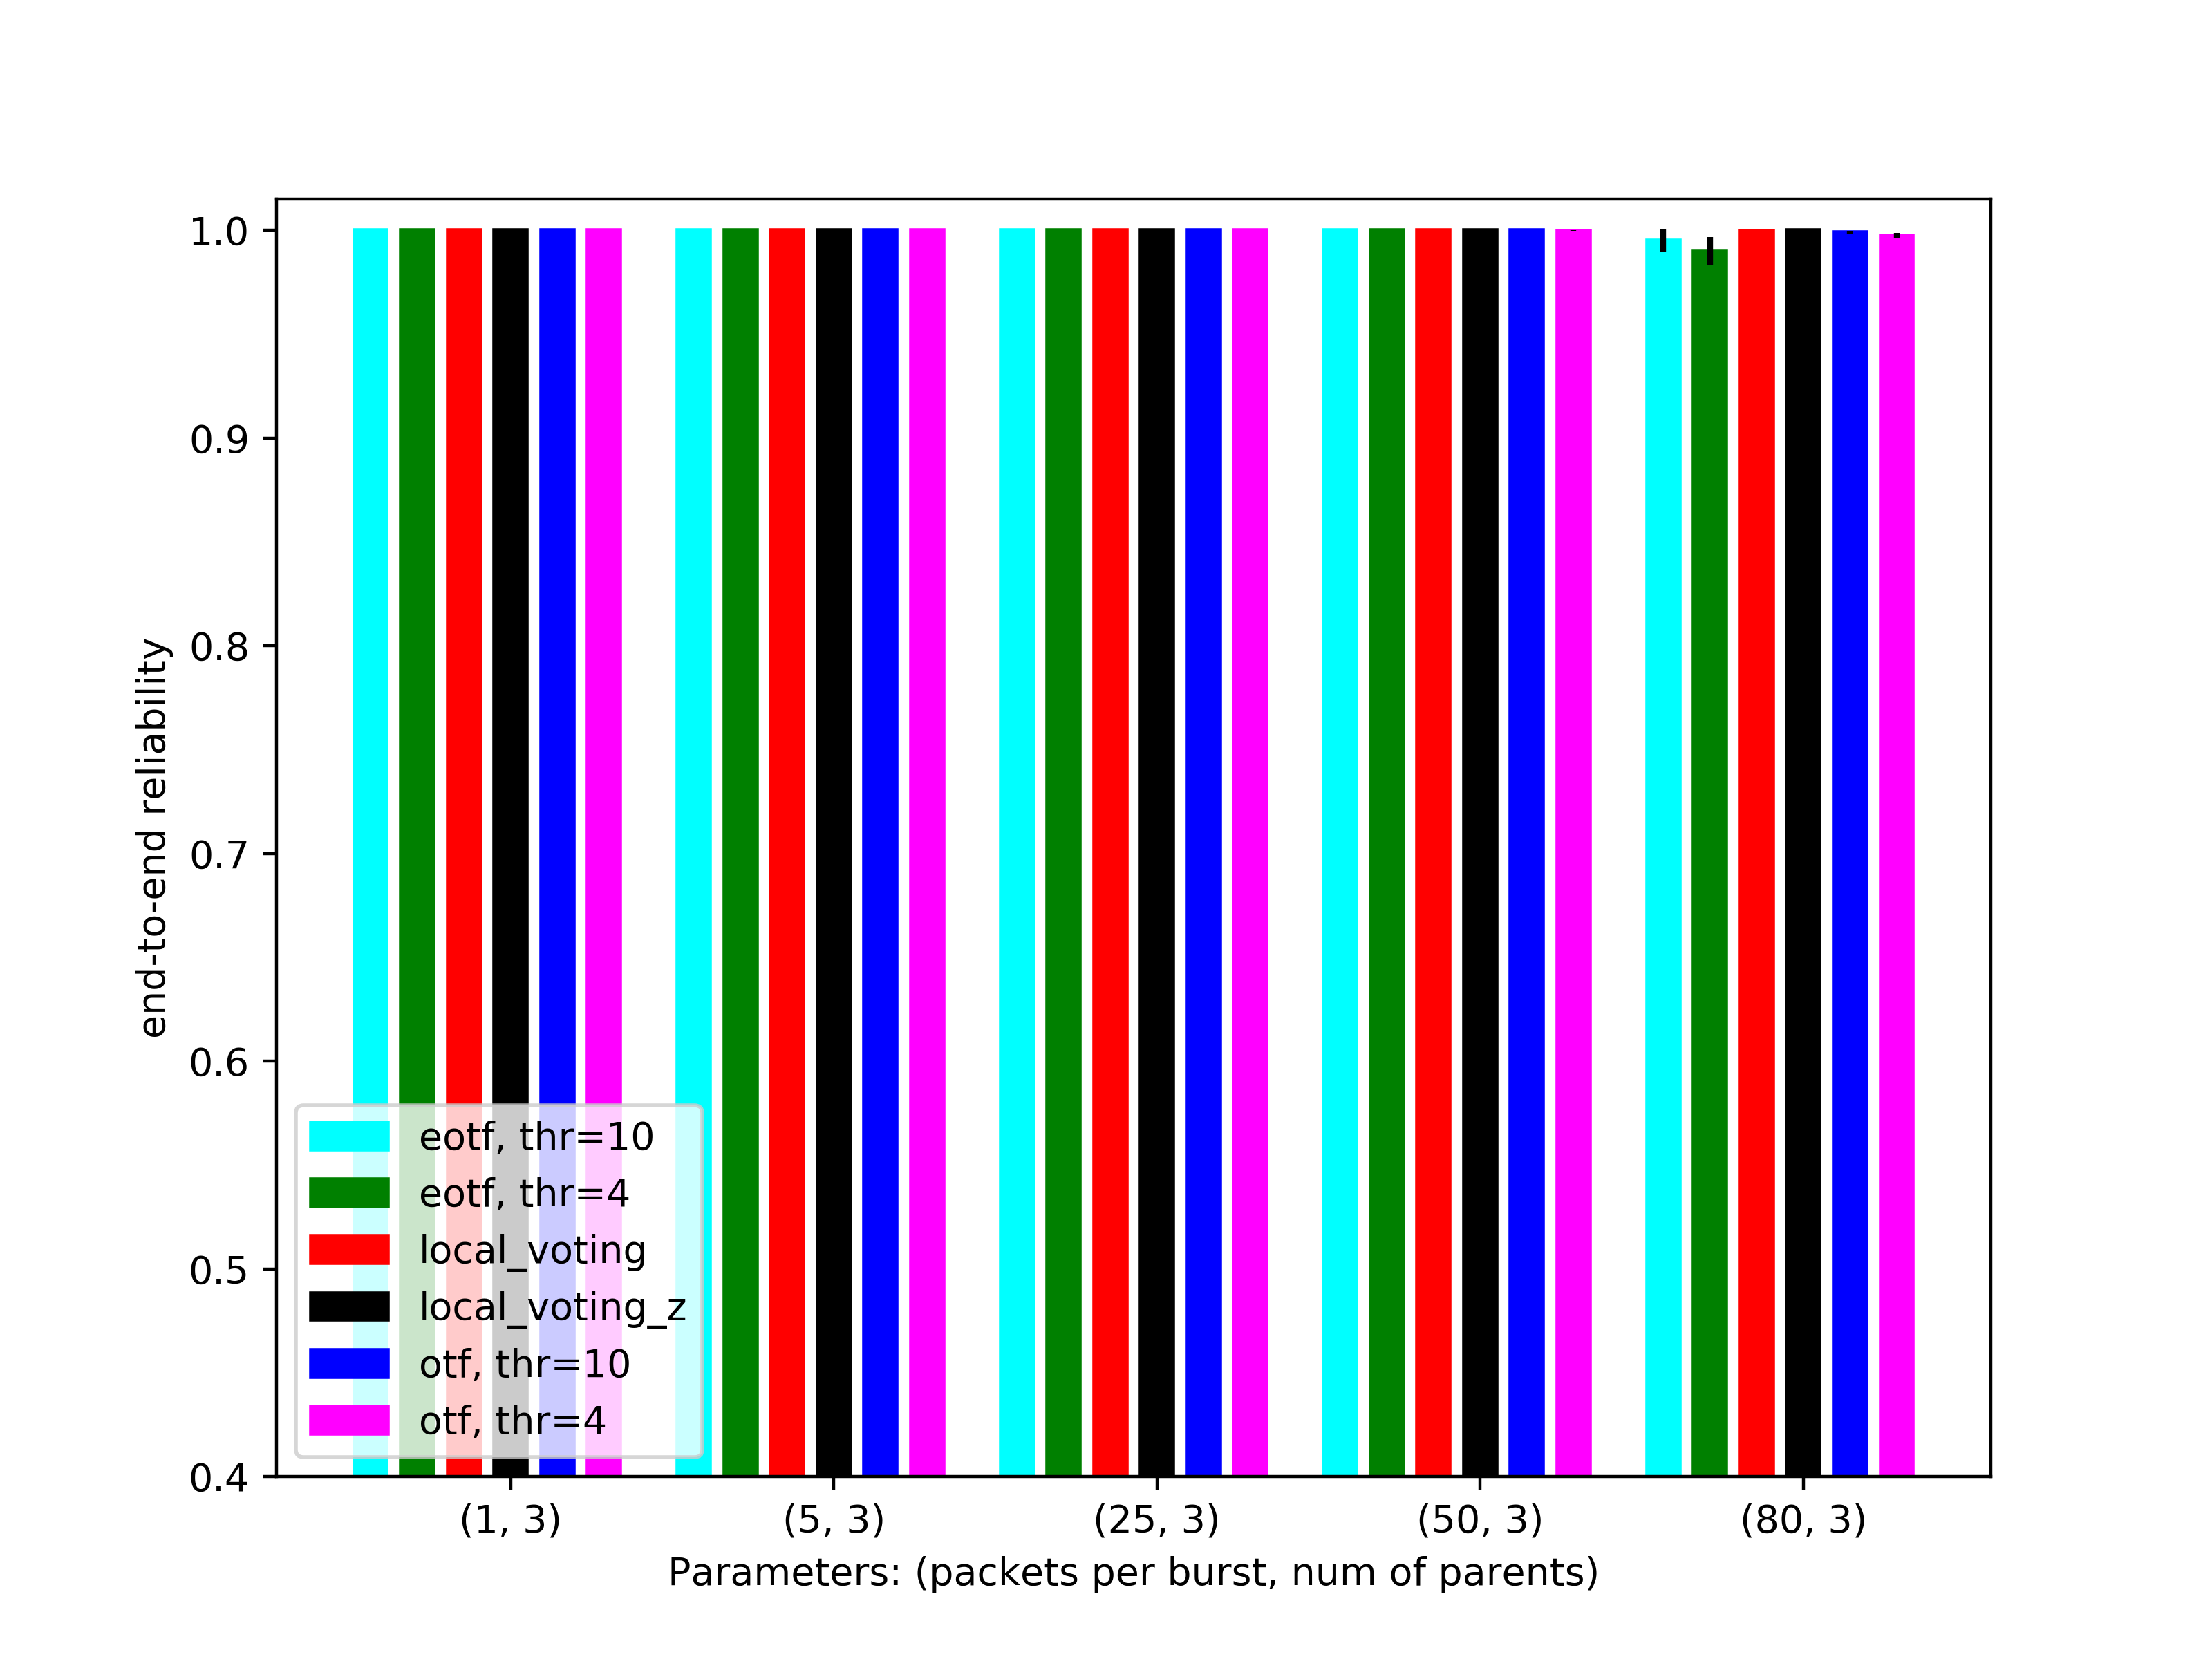 1.0
0.9
0.8
0.7
0.6
0.5
0.4
end-to-end reliability
eotf, thr=10
eotf, thr=4
local_voting
local_voting_z
otf, thr=10
otf, thr=4
(1, 3)
(5, 3)
(25, 3)
(50, 3)
(80, 3)
Parameters: (packets per burst, num of parents)